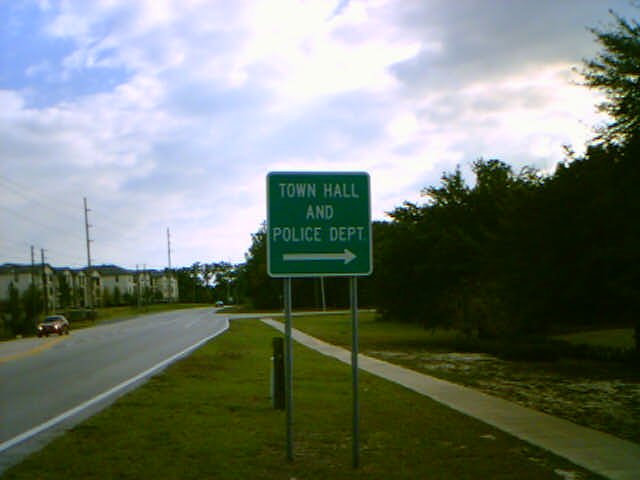 TOWN HALL
AND
POLICE DEPT.